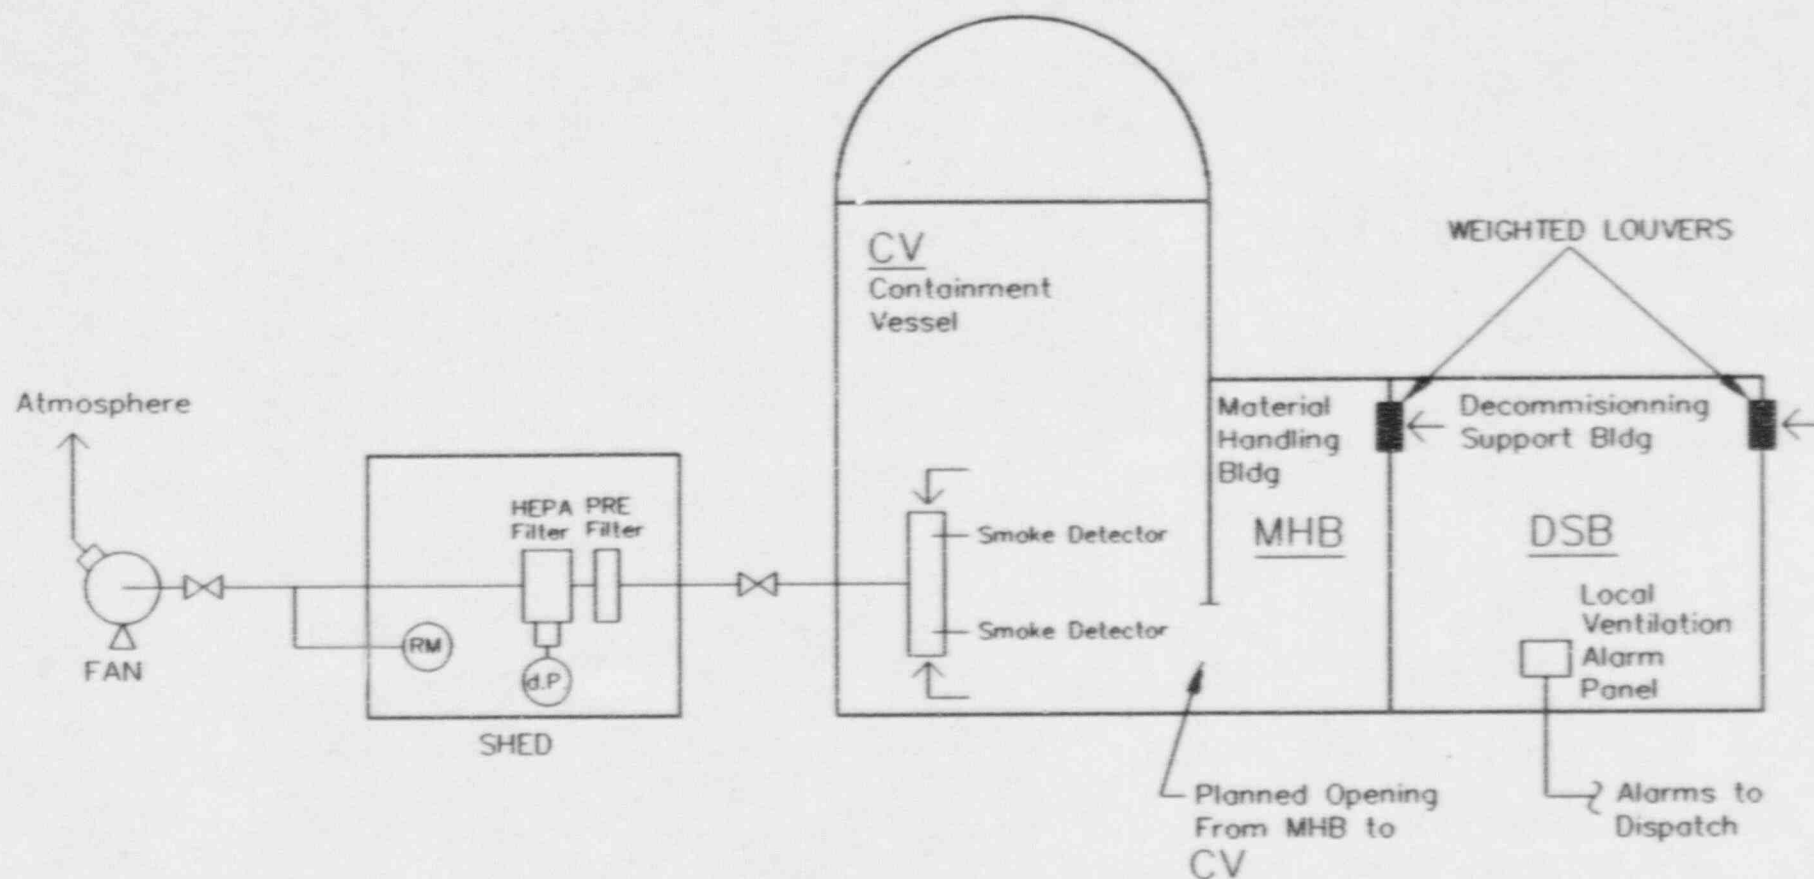 WEIGHTED LOUVERS
CV
Containment
Vessel
Atmosphere
Material
Handling
Bldg
Decommisionning
Support Bldg
HEPA
Filter
PRE
Filter
Smoke Detector
MHB
DSB
Local
Ventilation
Alarm
Panel
Smoke Detector
RM
d.P
FAN
SHED
Planned Opening
From MHB to
CV
Alarms to
Dispatch